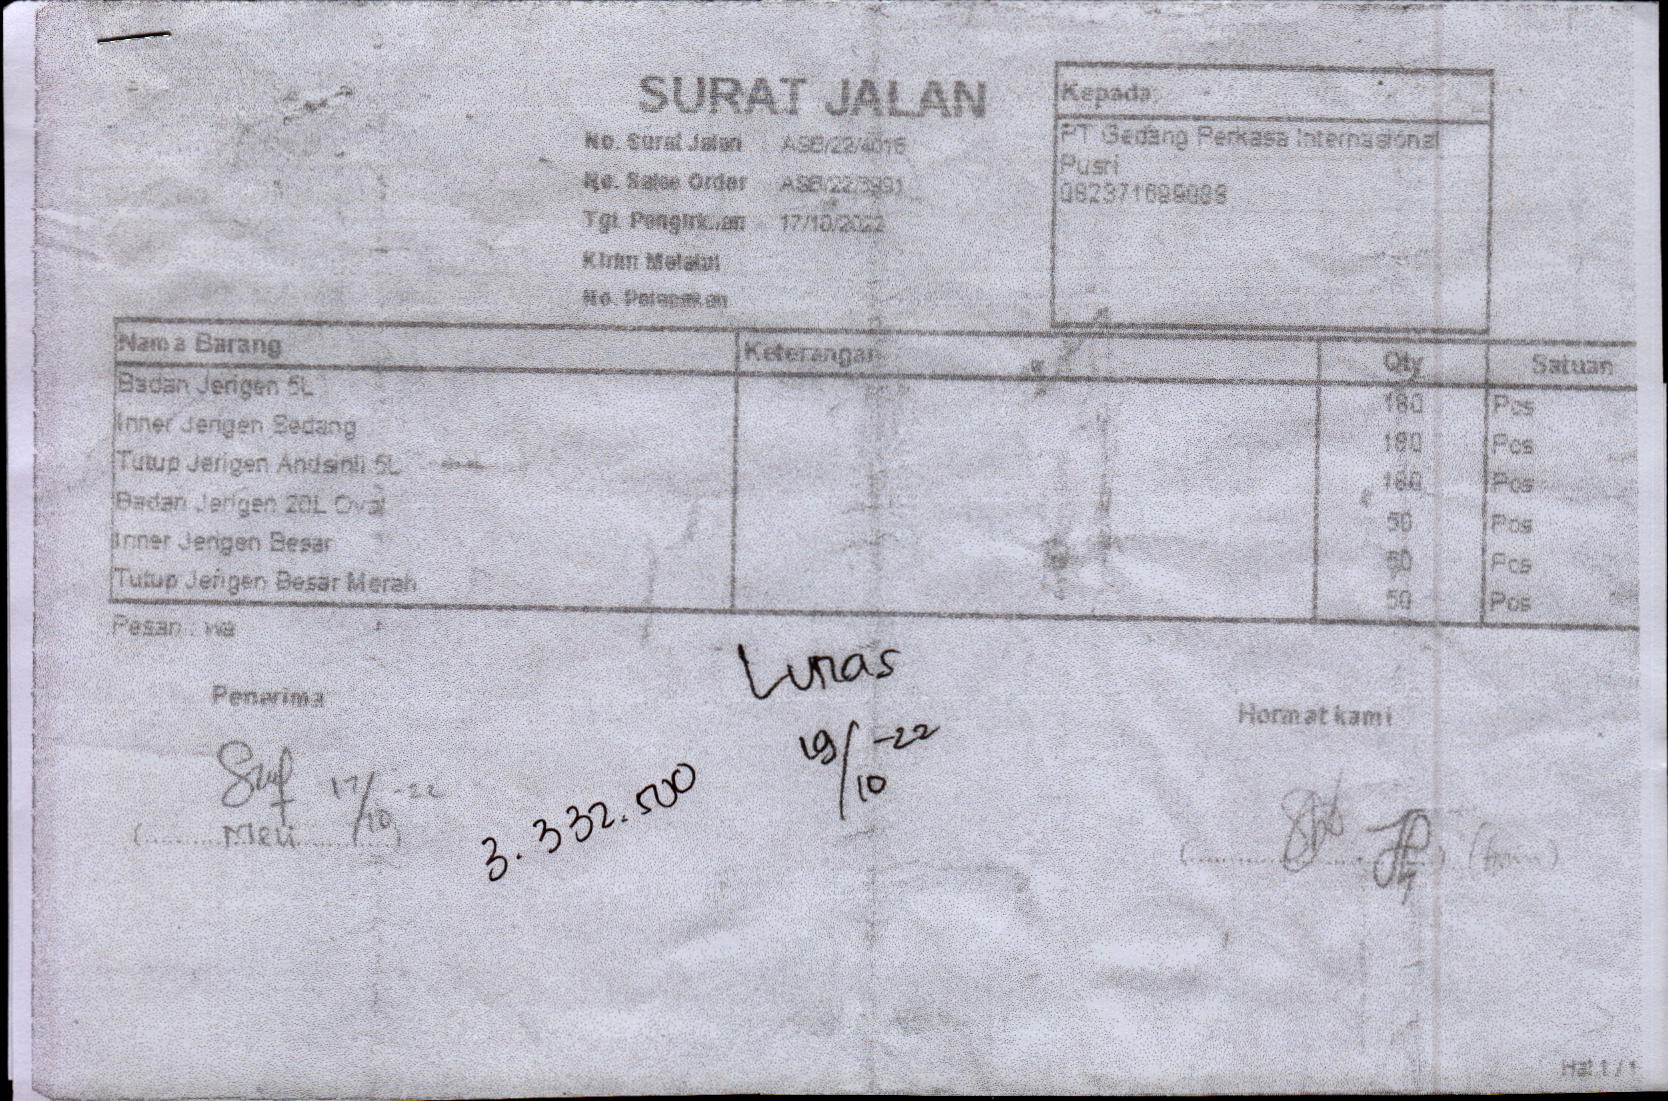 SURAT JALAN
No. Surat Jalan ASB/22/4016
No. Sales Order ASB/22/3991
Tgl. Pengiriman 17/10/2022
Kirim Melalui
No. Pelacakan
Kepada:
PT Gedang Perkasa Internasional
Pusri
Nama Barang Keterangan Qty Satuan
Badan Jerigen 5L 180 Pcs
Inner Jerigen Sedang 180 Pcs
Tutup Jerigen 5L 180 Pcs
Badan Jerigen 20L Oval 50 Pcs
Inner Jerigen Besar 50 Pcs
Tutup Jerigen Besar Merah 50 Pcs
Pesan : wa
Lunas
19/10 -22
3.332.500
Penerima
17/10 -22
(Meli)
Hormat kami
Hal 1 / 1